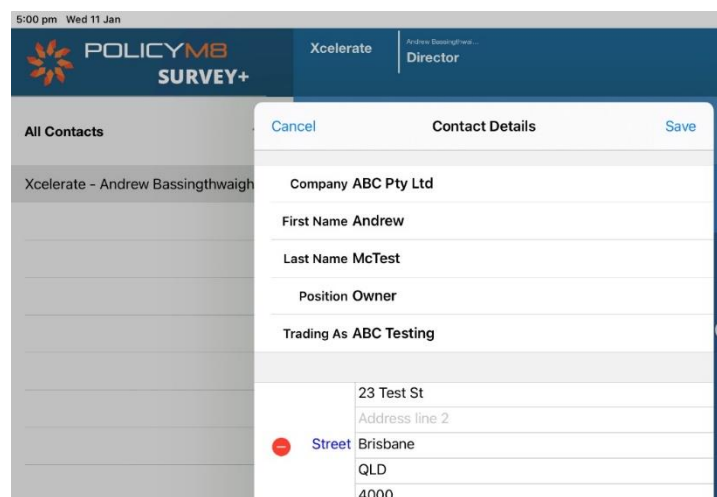 5:00 pm Wed 11 Jan
POLICYM8
SURVEY+
Xcelerate
Andrew Bassingthwai...
Director
All Contacts
Cancel Contact Details Save
Xcelerate - Andrew Bassingthwaigh
Company ABC Pty Ltd
First Name Andrew
Last Name McTest
Position Owner
Trading As ABC Testing
23 Test St
Address line 2
Street Brisbane
QLD
4000